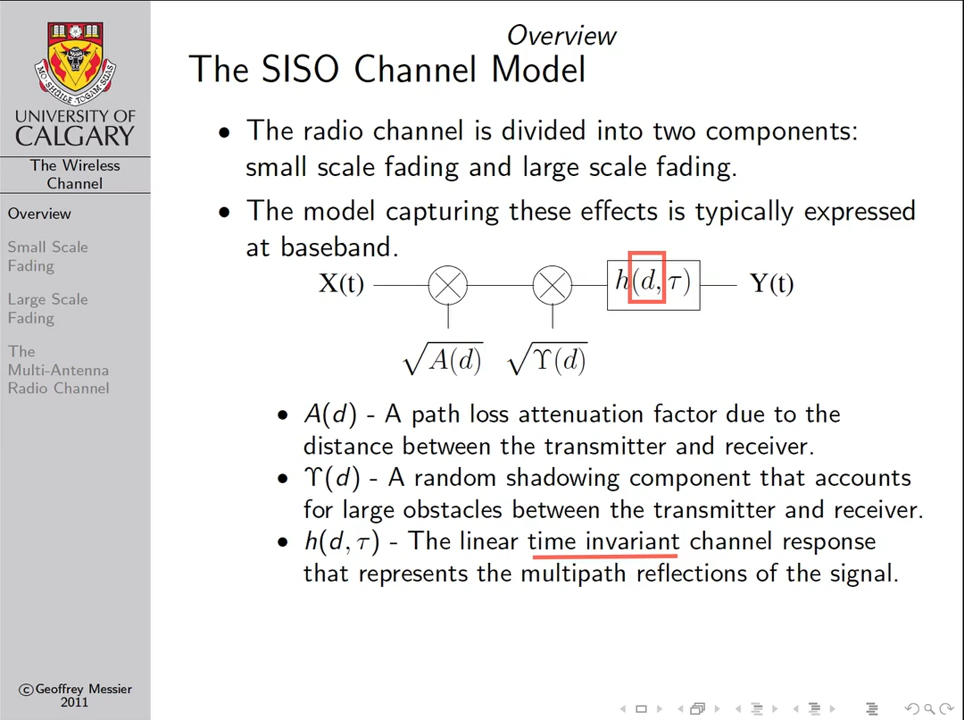 MO·SHÙILE TOGAM·SUAS
UNIVERSITY OF
CALGARY
The Wireless
Channel
Overview
Small Scale
Fading
Large Scale
Fading
The
Multi-Antenna
Radio Channel
©Geoffrey Messier
2011
Overview
The SISO Channel Model
• The radio channel is divided into two components:
small scale fading and large scale fading.
• The model capturing these effects is typically expressed
at baseband.
X(t) h(d, τ) Y(t)
√A(d) √ϒ(d)
• A(d) - A path loss attenuation factor due to the
distance between the transmitter and receiver.
• ϒ(d) - A random shadowing component that accounts
for large obstacles between the transmitter and receiver.
• h(d, τ) - The linear time invariant channel response
that represents the multipath reflections of the signal.